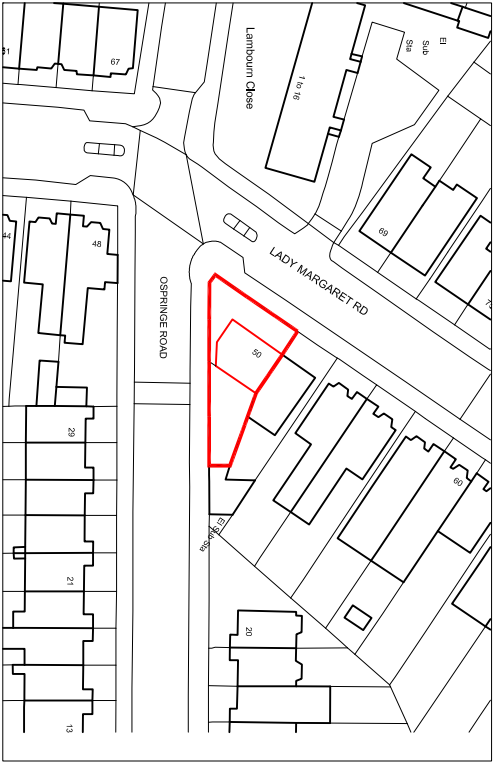 El
Sub
Sta
67
Lambourn Close
1 to 16
69
44
48
LADY MARGARET RD
OSPRINGE ROAD
50
29
60
El
Sub Sta
21
20
13